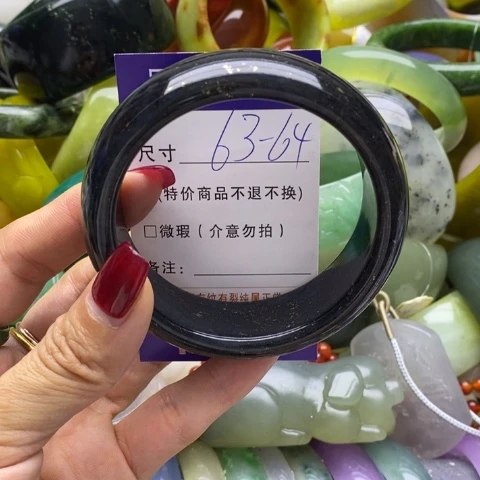 尺寸 63-64
(特价商品不退不换)
□微瑕(介意勿拍)
备注: